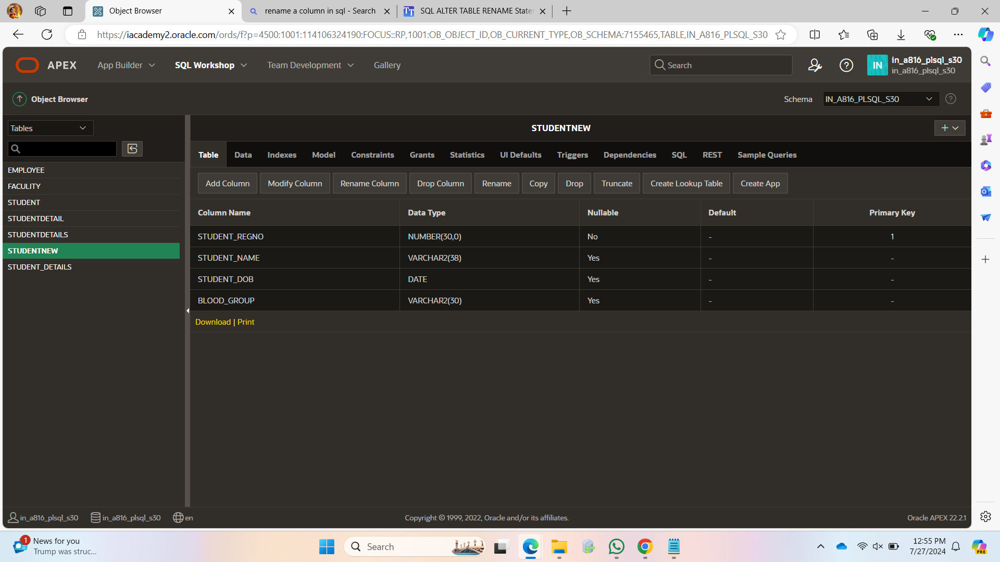 Object Browser
rename a column in sql - Search
SQL ALTER TABLE RENAME State
https://iacademy2.oracle.com/ords/f?p=4500:1001:114106324190:FOCUS::RP,1001:OB_OBJECT_ID,OB_CURRENT_TYPE,OB_SCHEMA:7155465,TABLE,IN_A816_PLSQL_S30
APEX
App Builder
SQL Workshop
Team Development
Gallery
Search
IN
in_a816_plsql_s30
in_a816_plsql_s30
Object Browser
Schema
IN_A816_PLSQL_S30
Tables
STUDENTNEW
EMPLOYEE
FACULITY
STUDENT
STUDENTDETAIL
STUDENTDETAILS
STUDENTNEW
STUDENT_DETAILS
Table Data Indexes Model Constraints Grants Statistics UI Defaults Triggers Dependencies SQL REST Sample Queries
Add Column Modify Column Rename Column Drop Column Rename Copy Drop Truncate Create Lookup Table Create App
Column Name Data Type Nullable Default Primary Key
STUDENT_REGNO NUMBER(30,0) No - 1
STUDENT_NAME VARCHAR2(38) Yes - -
STUDENT_DOB DATE Yes - -
BLOOD_GROUP VARCHAR2(30) Yes - -
Download | Print
in_a816_plsql_s30
in_a816_plsql_s30
en
Copyright © 1999, 2022, Oracle and/or its affiliates.
Oracle APEX 22.2.1
1
News for you
Trump was struc...
Search
12:55 PM
7/27/2024
PRE